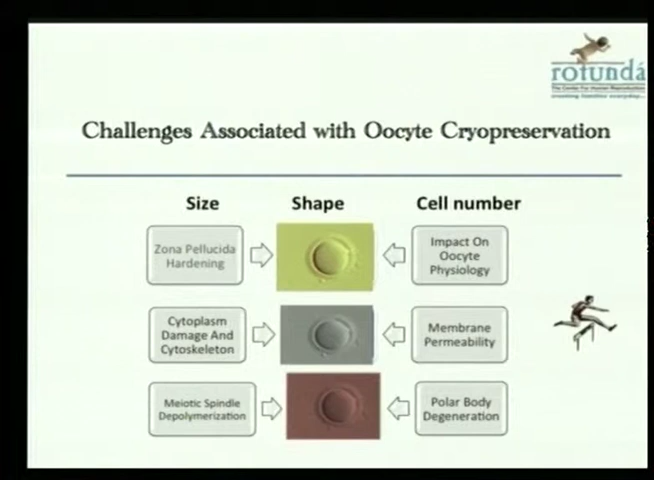 rotunda
The Center For Human Reproduction
creating families everyday...
Challenges Associated with Oocyte Cryopreservation
Size Shape Cell number
Zona Pellucida
Hardening
Impact On
Oocyte
Physiology
Cytoplasm
Damage And
Cytoskeleton
Membrane
Permeability
Meiotic Spindle
Depolymerization
Polar Body
Degeneration